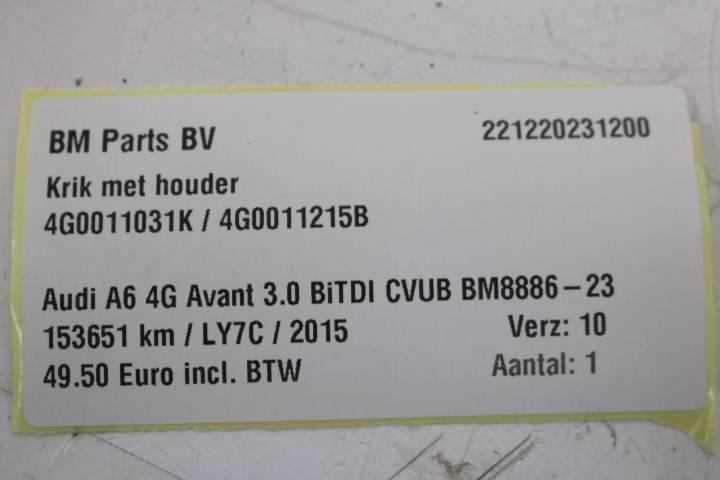 BM Parts BV 221220231200
Krik met houder
4G0011031K / 4G0011215B
Audi A6 4G Avant 3.0 BiTDI CVUB BM8886-23
153651 km / LY7C / 2015 Verz: 10
49.50 Euro incl. BTW Aantal: 1